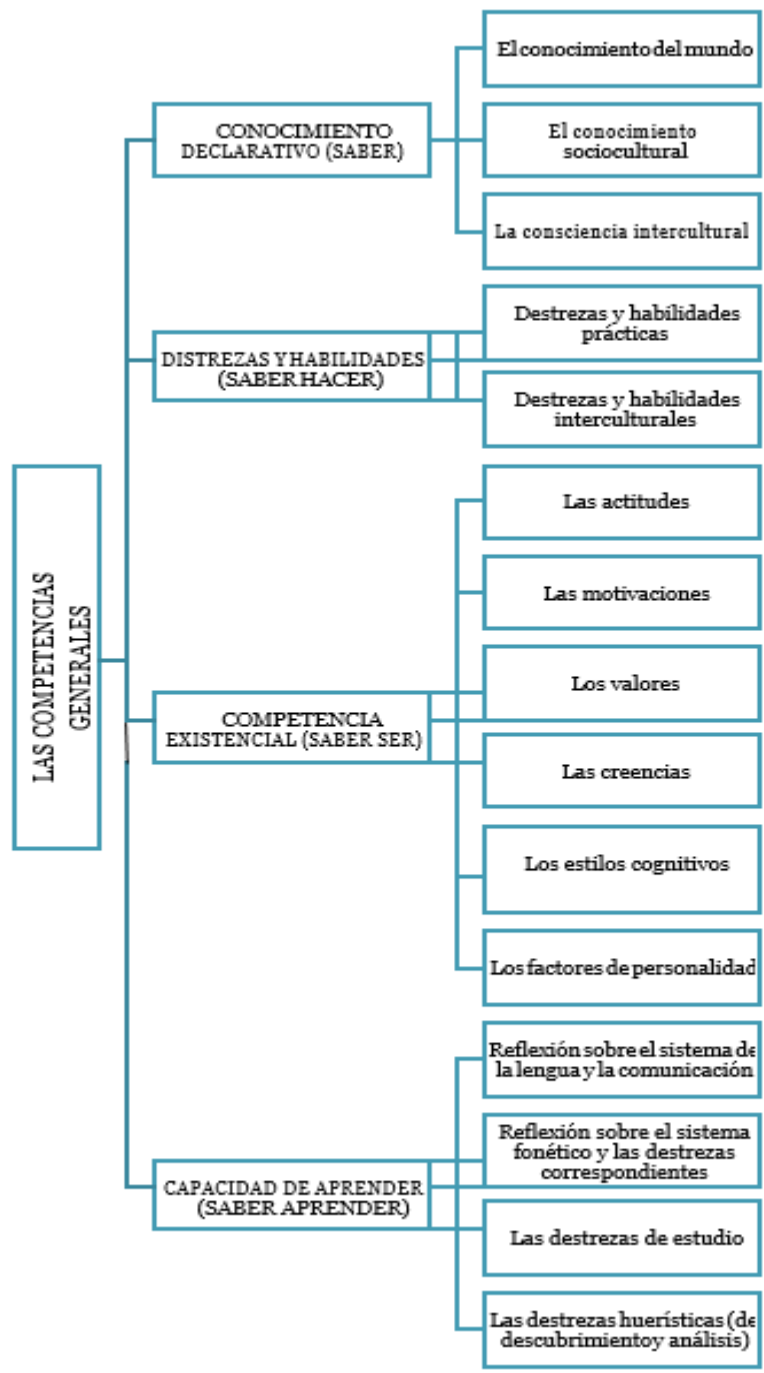 LAS COMPETENCIAS
GENERALES
CONOCIMIENTO
DECLARATIVO (SABER)
El conocimiento del mundo
El conocimiento
sociocultural
La consciencia intercultural
DISTREZAS Y HABILIDADES
(SABER HACER)
Destrezas y habilidades
prácticas
Destrezas y habilidades
interculturales
COMPETENCIA
EXISTENCIAL (SABER SER)
Las actitudes
Las motivaciones
Los valores
Las creencias
Los estilos cognitivos
Los factores de personalidad
CAPACIDAD DE APRENDER
(SABER APRENDER)
Reflexión sobre el sistema de
la lengua y la comunicación
Reflexión sobre el sistema
fonético y las destrezas
correspondientes
Las destrezas de estudio
Las destrezas huerísticas (de
descubrimientoy análisis)